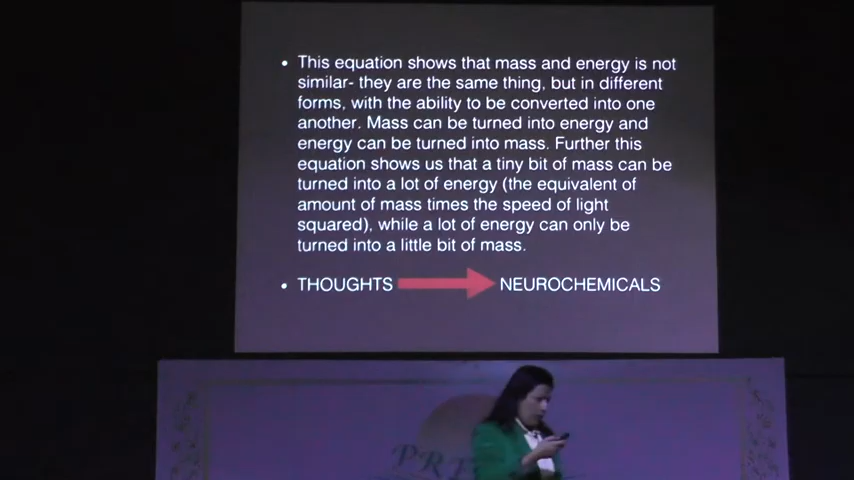 • This equation shows that mass and energy is not
similar- they are the same thing, but in different
forms, with the ability to be converted into one
another. Mass can be turned into energy and
energy can be turned into mass. Further this
equation shows us that a tiny bit of mass can be
turned into a lot of energy (the equivalent of
amount of mass times the speed of light
squared), while a lot of energy can only be
turned into a little bit of mass.
• THOUGHTS NEUROCHEMICALS